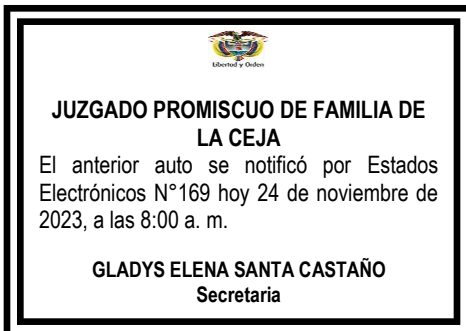 Libertad y Orden
JUZGADO PROMISCUO DE FAMILIA DE
LA CEJA
El anterior auto se notificó por Estados
Electrónicos N°169 hoy 24 de noviembre de
2023, a las 8:00 a. m.
GLADYS ELENA SANTA CASTAÑO
Secretaria